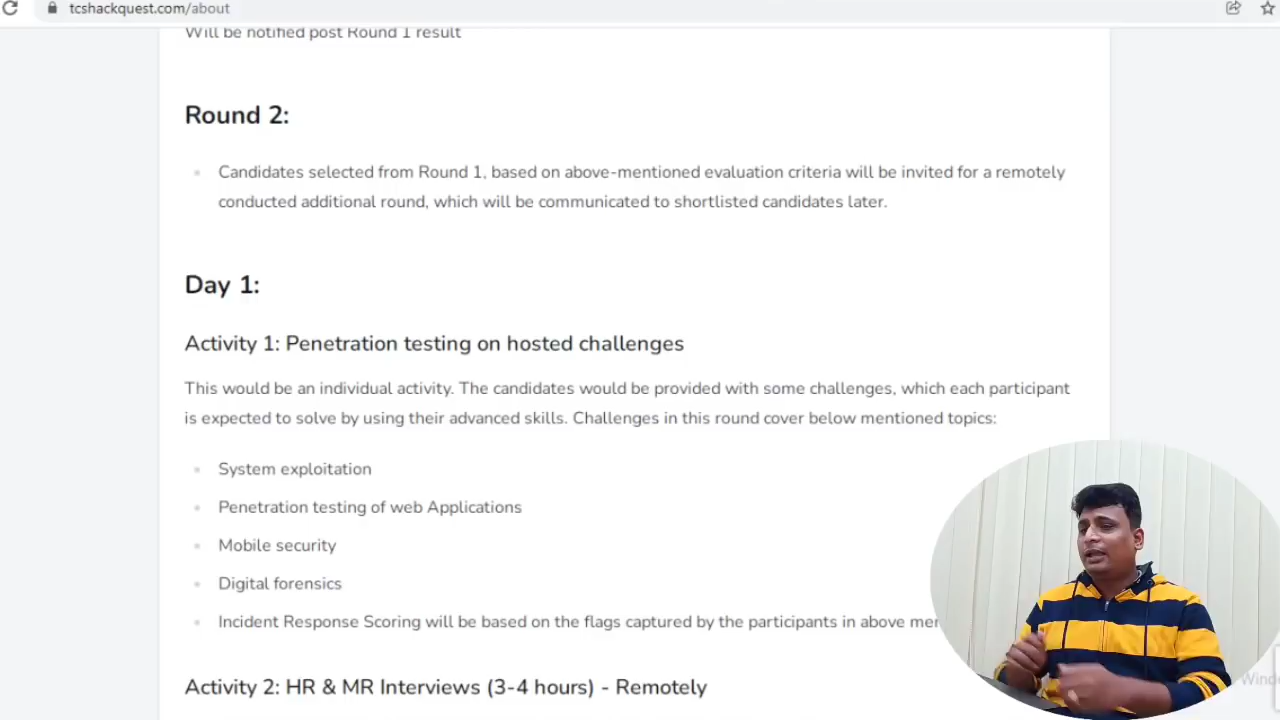 tcshackquest.com/about
Will be notified post Round 1 result
Round 2:
Candidates selected from Round 1, based on above-mentioned evaluation criteria will be invited for a remotely
conducted additional round, which will be communicated to shortlisted candidates later.
Day 1:
Activity 1: Penetration testing on hosted challenges
This would be an individual activity. The candidates would be provided with some challenges, which each participant
is expected to solve by using their advanced skills. Challenges in this round cover below mentioned topics:
System exploitation
Penetration testing of web Applications
Mobile security
Digital forensics
Incident Response Scoring will be based on the flags captured by the participants in above
Activity 2: HR & MR Interviews (3-4 hours) - Remotely